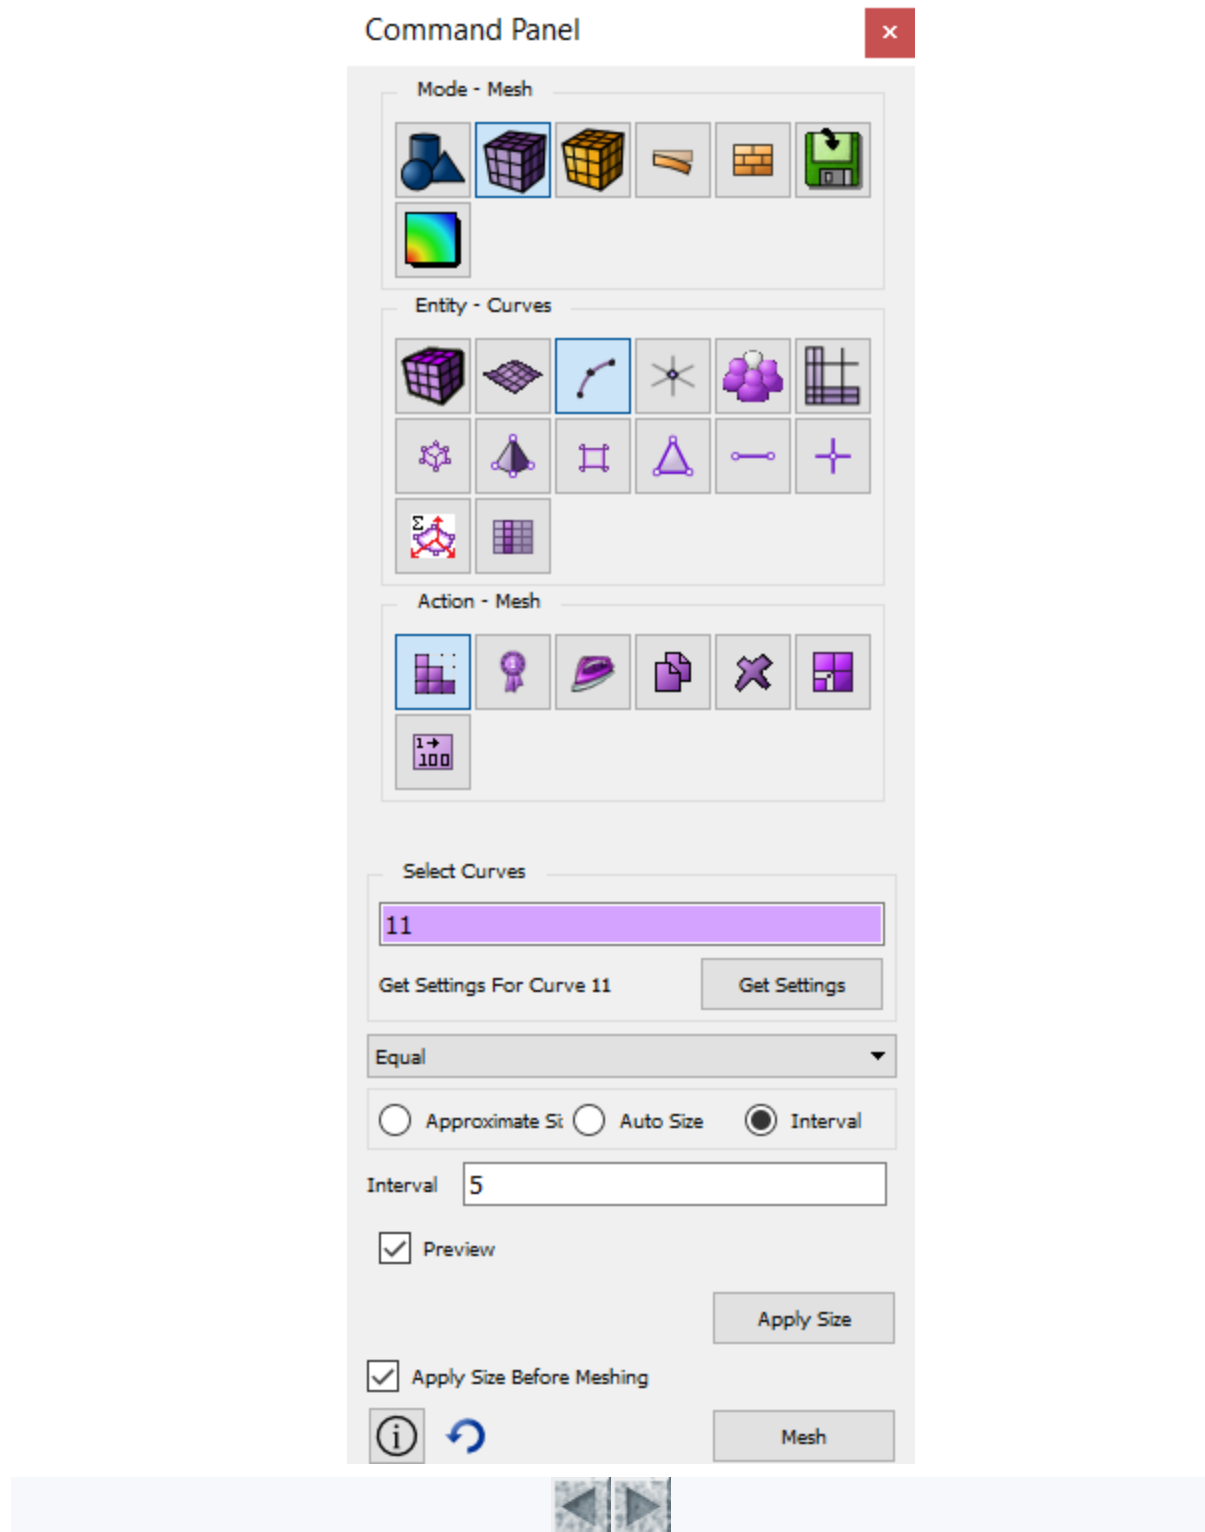 Command Panel
Mode - Mesh
Entity - Curves
Σ
Action - Mesh
1
1→
100
Select Curves
11
Get Settings For Curve 11
Get Settings
Equal
Approximate Si
Auto Size
Interval
Interval
5
Preview
Apply Size
Apply Size Before Meshing
i
Mesh